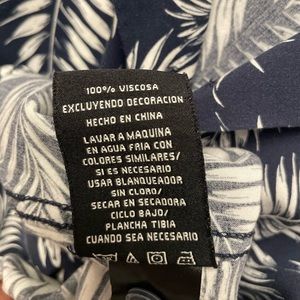 100% VISCOSA
EXCLUYENDO DECORACION
HECHO EN CHINA
LAVAR A MAQUINA
EN AGUA FRIA CON
COLORES SIMILARES/
SI ES NECESARIO
USAR BLANQUEADOR
SIN CLORO/
SECAR EN SECADORA
CICLO BAJO/
PLANCHA TIBIA
CUANDO SEA NECESARIO